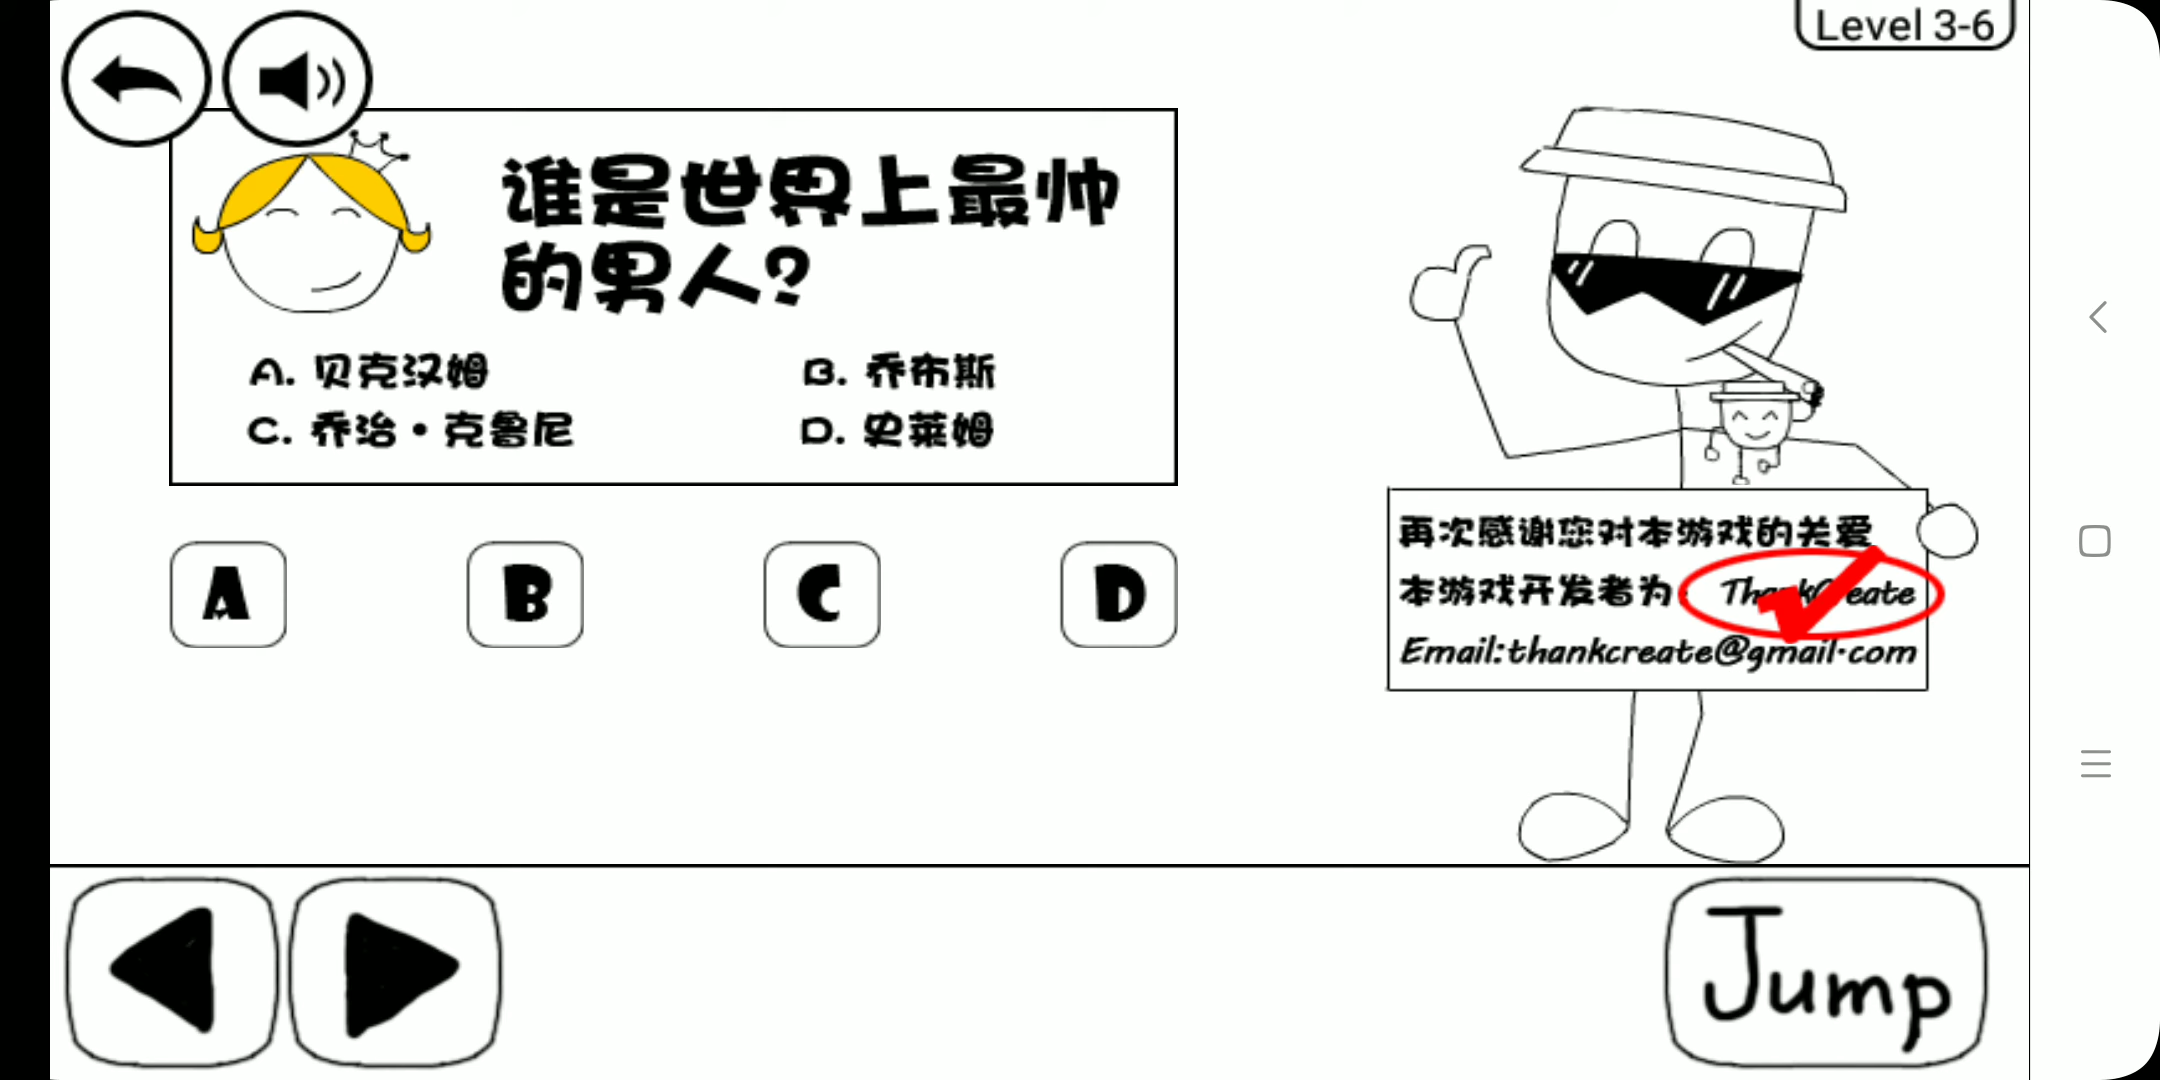 Level 3-6
谁是世界上最帅
的男人?
A. 贝克汉姆
B. 乔布斯
C. 乔治·克鲁尼
D. 史莱姆
A
B
C
D
再次感谢您对本游戏的关爱
本游戏开发者为: ThankCreate
Email:thankcreate@gmail.com
Jump